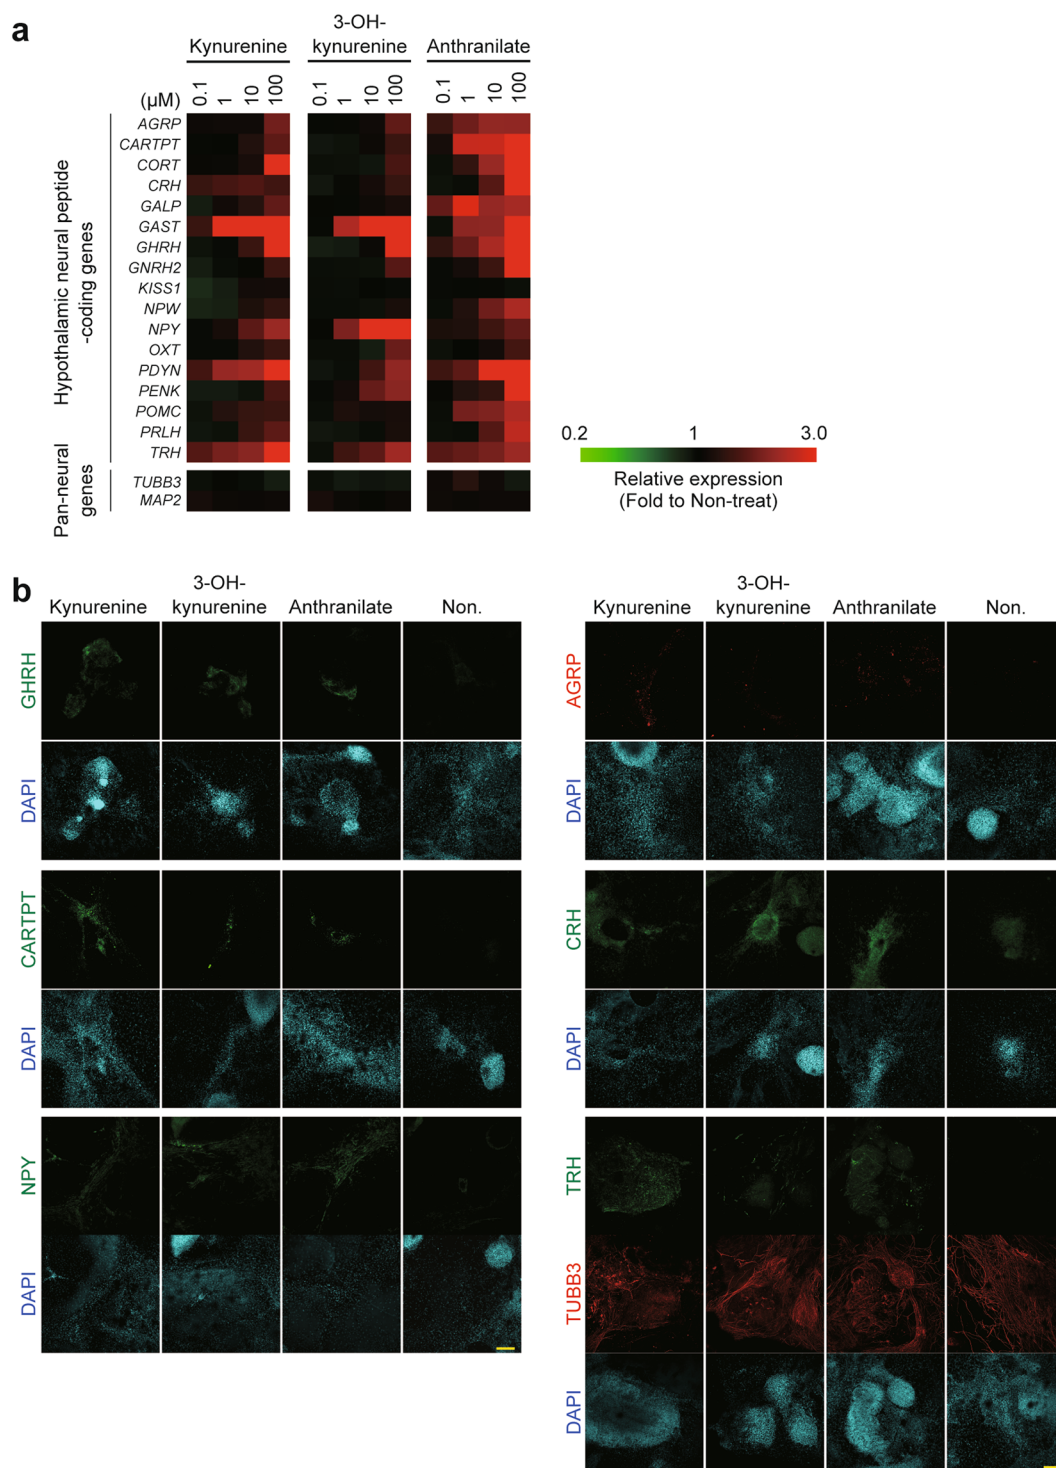 a
Kynurenine
3-OH-
kynurenine
Anthranilate
(µM)
0.1 1 10 100
0.1 1 10 100
0.1 1 10 100
Hypothalamic neural peptide
-coding genes
AGRP
CARTPT
CORT
CRH
GALP
GAST
GHRH
GNRH2
KISS1
NPW
NPY
OXT
PDYN
PENK
POMC
PRLH
TRH
Pan-neural
genes
TUBB3
MAP2
0.2 1 3.0
Relative expression
(Fold to Non-treat)
b
Kynurenine
3-OH-
kynurenine
Anthranilate
Non.
GHRH
DAPI
CARTPT
DAPI
NPY
DAPI
Kynurenine
3-OH-
kynurenine
Anthranilate
Non.
AGRP
DAPI
CRH
DAPI
TRH
TUBB3
DAPI